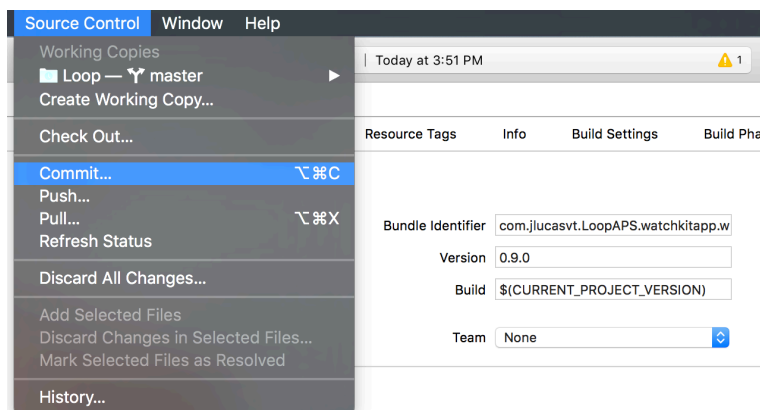 Source Control Window Help
Working Copies
Loop — master
Create Working Copy...
Check Out...
Commit... ⌥⌘C
Push...
Pull... ⌥⌘X
Refresh Status
Discard All Changes...
Add Selected Files
Discard Changes in Selected Files...
Mark Selected Files as Resolved
History...
| Today at 3:51 PM 1
Resource Tags Info Build Settings Build Pha
Bundle Identifier com.jlucasvt.LoopAPS.watchkitapp.w
Version 0.9.0
Build $(CURRENT_PROJECT_VERSION)
Team None